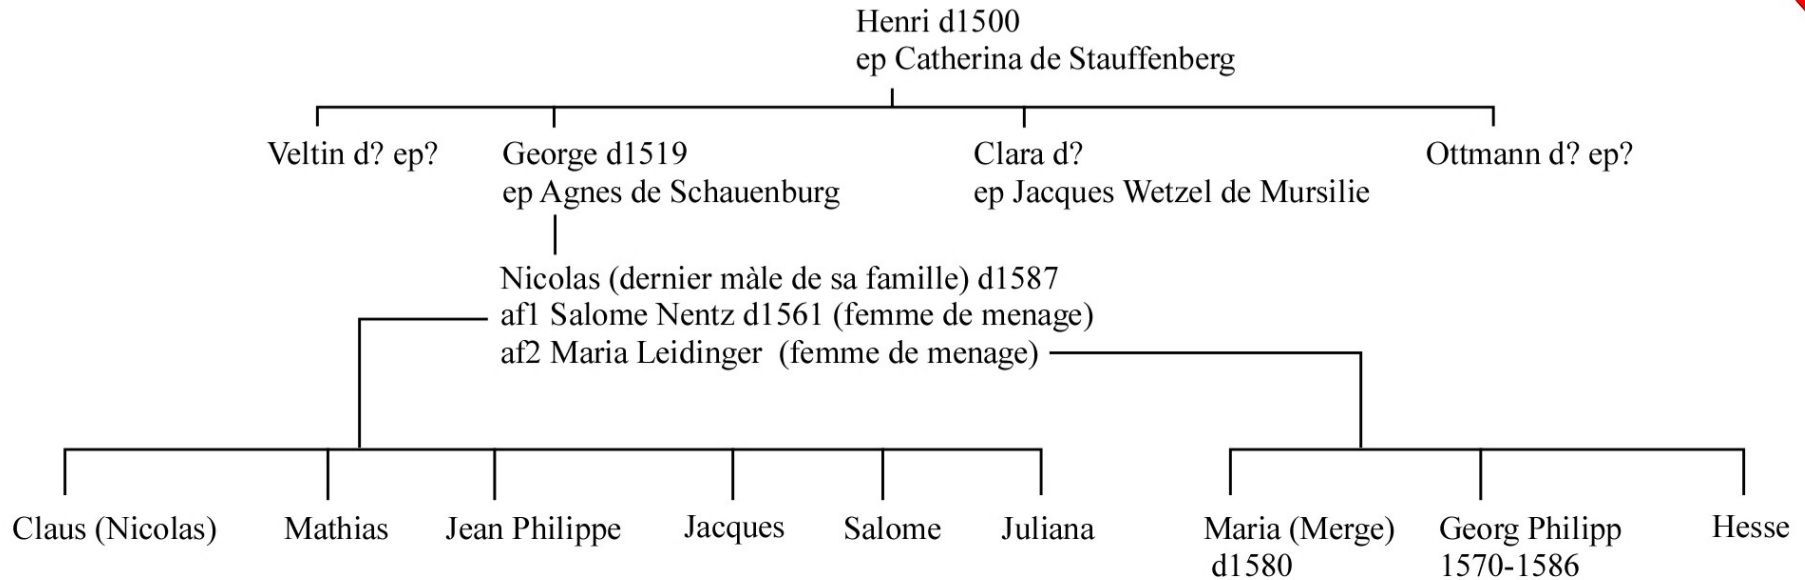 Henri d1500
ep Catherina de Stauffenberg
Veltin d? ep?
George d1519
ep Agnes de Schauenburg
Clara d?
ep Jacques Wetzel de Mursilie
Ottmann d? ep?
Nicolas (dernier màle de sa famille) d1587
af1 Salome Nentz d1561 (femme de menage)
af2 Maria Leidinger (femme de menage)
Claus (Nicolas)
Mathias
Jean Philippe
Jacques
Salome
Juliana
Maria (Merge)
d1580
Georg Philipp
1570-1586
Hesse